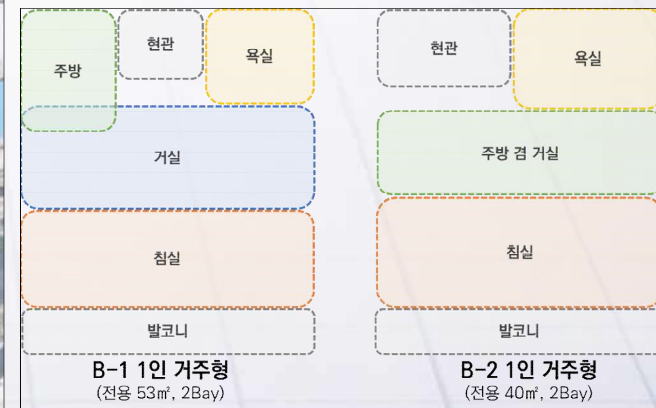 주방
현관
욕실
거실
침실
발코니
B-1 1인 거주형
(전용 53㎡, 2Bay)
현관
욕실
주방 겸 거실
침실
발코니
B-2 1인 거주형
(전용 40㎡, 2Bay)